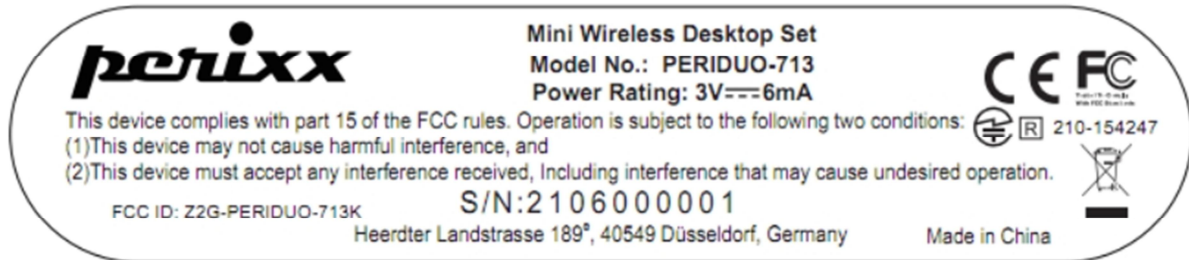 perixx
Mini Wireless Desktop Set
Model No.: PERIDUO-713
Power Rating: 3V⎓6mA
CE FC
This device complies with part 15 of the FCC rules. Operation is subject to the following two conditions:
R 210-154247
(1)This device may not cause harmful interference, and
(2)This device must accept any interference received, Including interference that may cause undesired operation.
FCC ID: Z2G-PERIDUO-713K
S/N:2106000001
Heerdter Landstrasse 189ª, 40549 Düsseldorf, Germany
Made in China